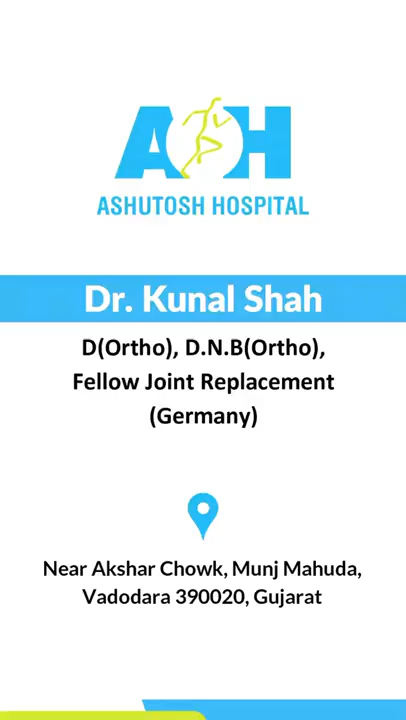 ASH
ASHUTOSH HOSPITAL
Dr. Kunal Shah
D(Ortho), D.N.B(Ortho),
Fellow Joint Replacement
(Germany)
Near Akshar Chowk, Munj Mahuda,
Vadodara 390020, Gujarat